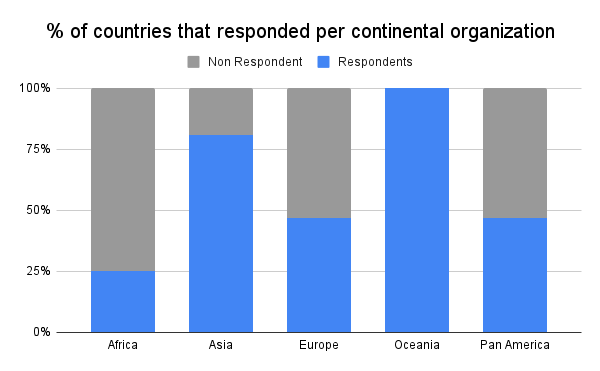 % of countries that responded per continental organization
Non Respondent Respondents
100%
75%
50%
25%
0%
Africa Asia Europe Oceania Pan America